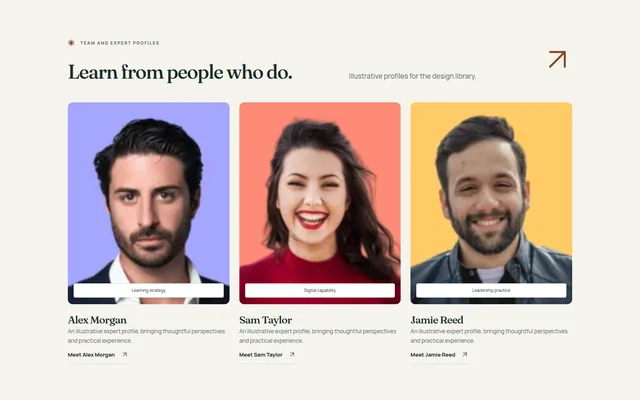 TEAM AND EXPERT PROFILES
Learn from people who do.
Illustrative profiles for the design library.
Learning strategy
Digital capability
Leadership practice
Alex Morgan
An illustrative expert profile, bringing thoughtful perspectives
and practical experience.
Meet Alex Morgan
Sam Taylor
An illustrative expert profile, bringing thoughtful perspectives
and practical experience.
Meet Sam Taylor
Jamie Reed
An illustrative expert profile, bringing thoughtful perspectives
and practical experience.
Meet Jamie Reed